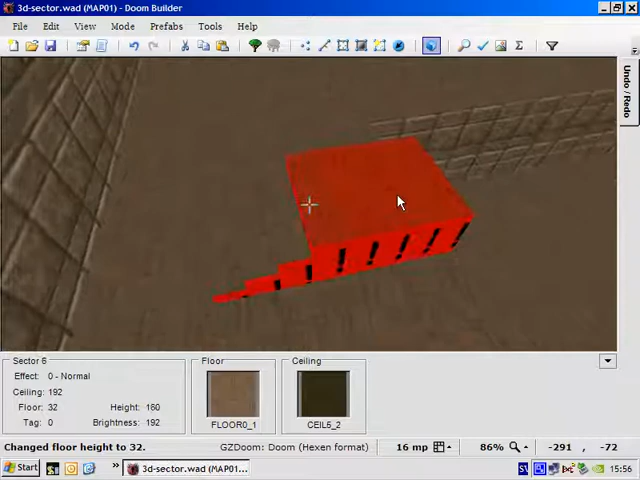 3d-sector.wad (MAP01) - Doom Builder
File Edit View Mode Prefabs Tools Help
Undo / Redo
Sector 6
Effect: 0 - Normal
Ceiling: 192
Floor: 32 Height: 160
Tag: 0 Brightness: 192
Floor
FLOOR0_1
Ceiling
CEIL5_2
Changed floor height to 32.
GZDoom: Doom (Hexen format)
16 mp
86%
-291 , -72
Start
3d-sector.wad (MAP01...
SV
15:56